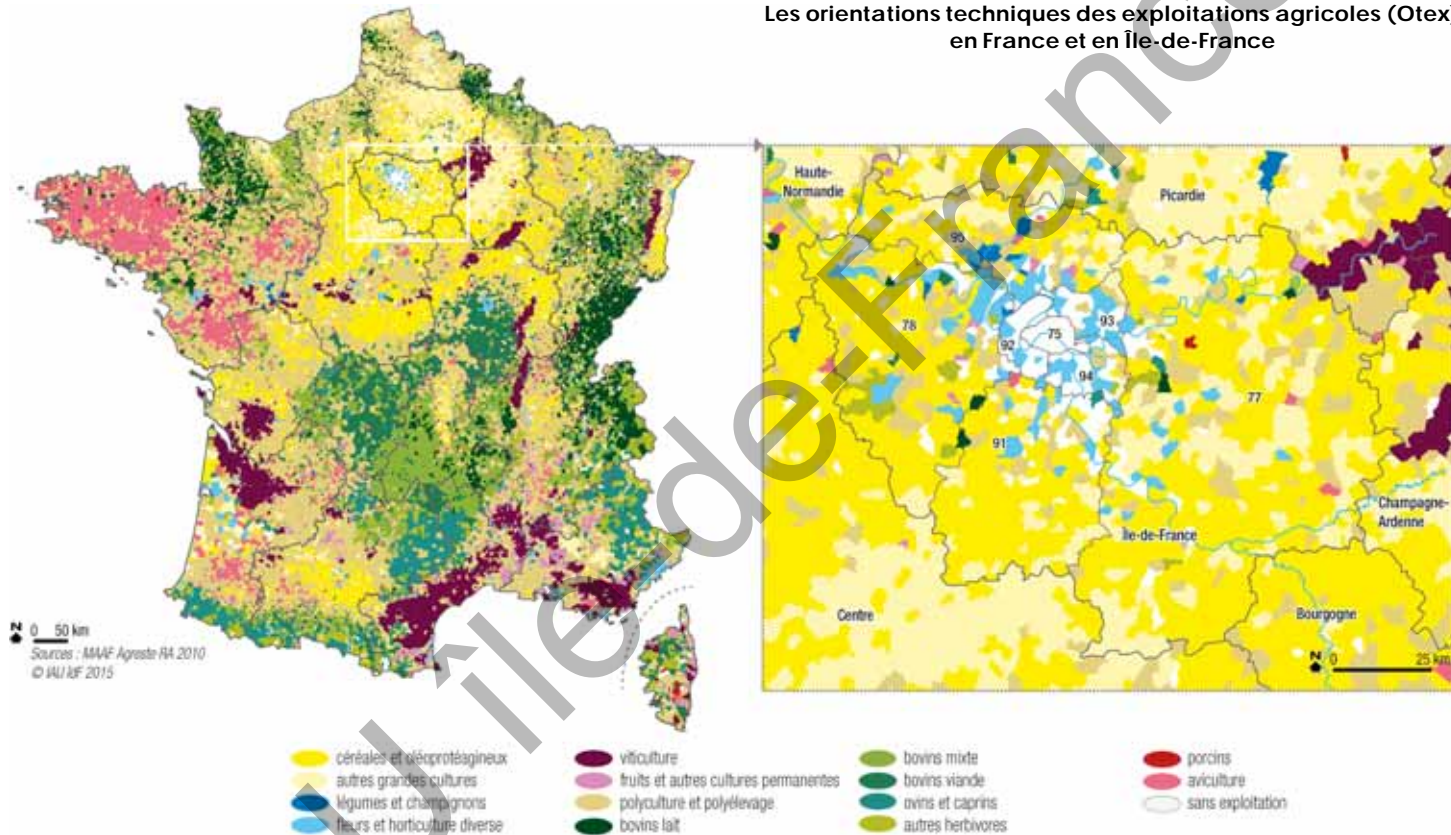 Les orientations techniques des exploitations agricoles (Otex)
en France et en Île-de-France
Haute-
Normandie
Picardie
95
78
92
75
93
94
77
91
Île-de-France
Champagne-
Ardenne
Centre
Bourgogne
N 0 25 km
N 0 50 km
Sources : MAAF Agreste RA 2010
© IAU îdF 2015
céréales et oléoprotéagineux
autres grandes cultures
légumes et champignons
fleurs et horticulture diverse
viticulture
fruits et autres cultures permanentes
polyculture et polyélevage
bovins lait
bovins mixte
bovins viande
ovins et caprins
autres herbivores
porcins
aviculture
sans exploitation
U île-de-France